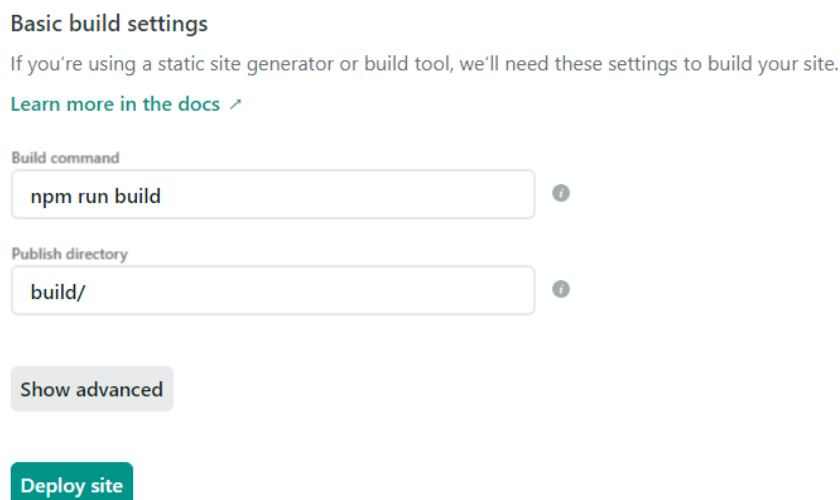 Basic build settings
If you're using a static site generator or build tool, we'll need these settings to build your site.
Learn more in the docs ↗
Build command
npm run build
i
Publish directory
build/
i
Show advanced
Deploy site